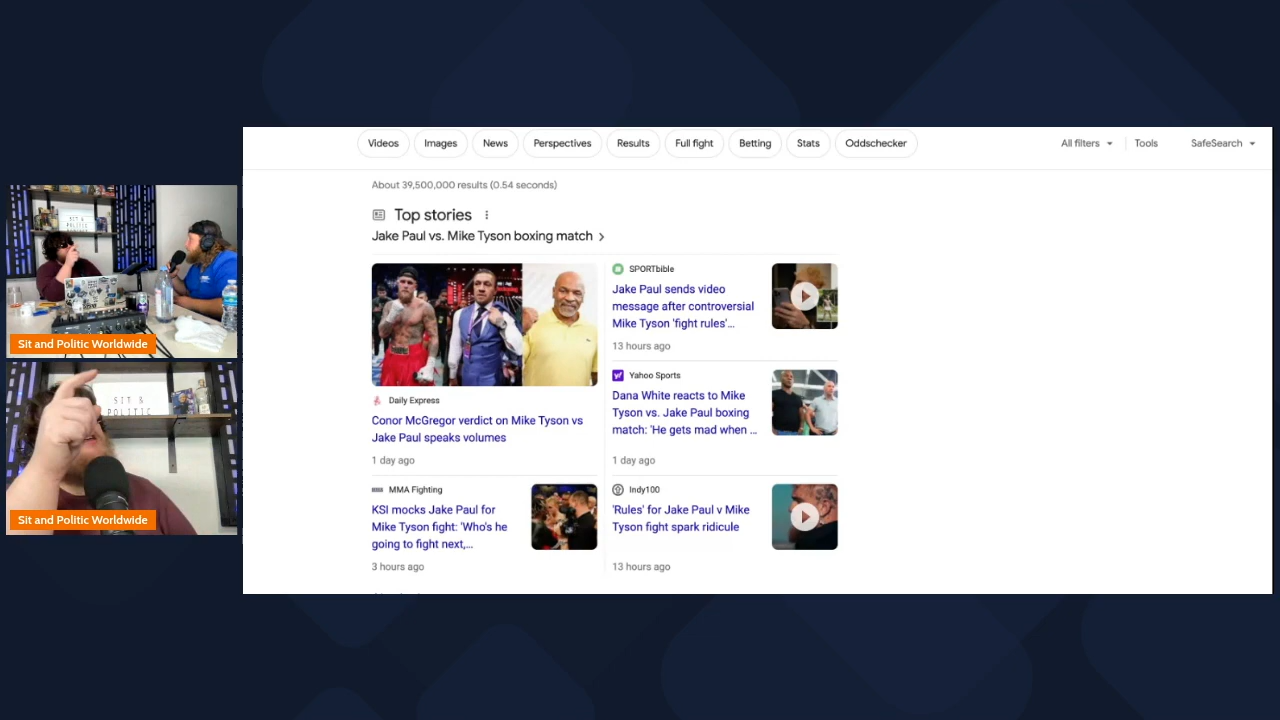 Videos
Images
News
Perspectives
Results
Full fight
Betting
Stats
Oddschecker
All filters
Tools
SafeSearch
About 39,500,000 results (0.54 seconds)
Top stories
Jake Paul vs. Mike Tyson boxing match
Daily Express
Conor McGregor verdict on Mike Tyson vs
Jake Paul speaks volumes
1 day ago
SPORTbible
Jake Paul sends video
message after controversial
Mike Tyson 'fight rules'...
13 hours ago
Yahoo Sports
Dana White reacts to Mike
Tyson vs. Jake Paul boxing
match: 'He gets mad when ...
1 day ago
MMA Fighting
KSI mocks Jake Paul for
Mike Tyson fight: 'Who's he
going to fight next,...
3 hours ago
Indy100
'Rules' for Jake Paul v Mike
Tyson fight spark ridicule
13 hours ago
Sit and Politic Worldwide
SIT &
POLITIC
Sit and Politic Worldwide